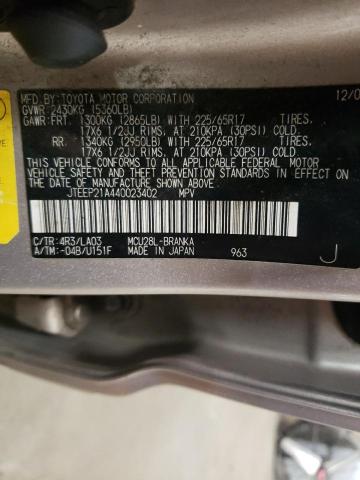 MFD.BY:TOYOTA MOTOR CORPORATION 12/0
GVWR 2430KG (5360LB)
GAWR:FRT. 1300KG (2865LB) WITH 225/65R17 TIRES.
17X6 1/2JJ RIMS, AT 210KPA (30PSI) COLD
RR. 1340KG (2950LB) WITH 225/65R17 TIRES,
17X6 1/2JJ RIMS, AT 210KPA (30PSI) COLD.
THIS VEHICLE CONFORMS TO ALL APPLICABLE FEDERAL MOTOR
VEHICLE SAFETY STANDARDS IN EFFECT ON THE DATE OF
MANUFACTURE SHOWN ABOVE.
JTEEP21A440023402 MPV
C/TR:4R3/LA03 MCU28L-BRANKA
A/TM:-04B/U151F MADE IN JAPAN 963 J